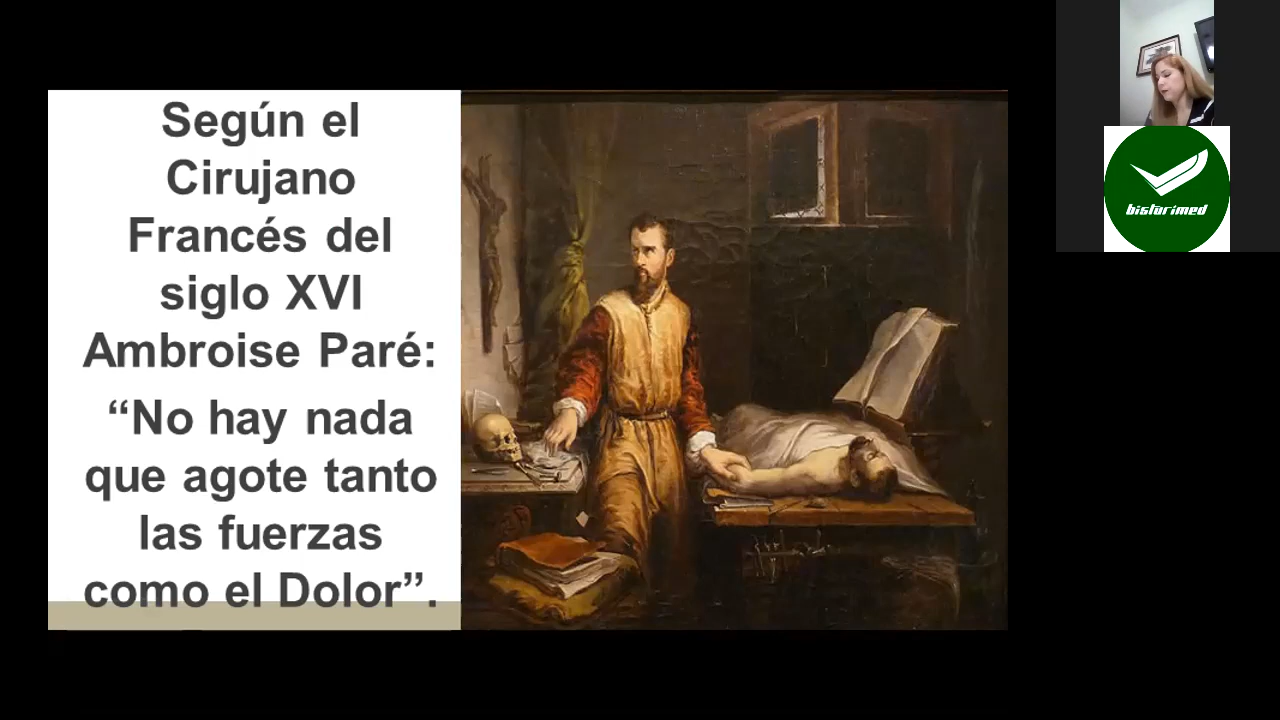 Según el
Cirujano
Francés del
siglo XVI
Ambroise Paré:
“No hay nada
que agote tanto
las fuerzas
como el Dolor”.
bisturimed